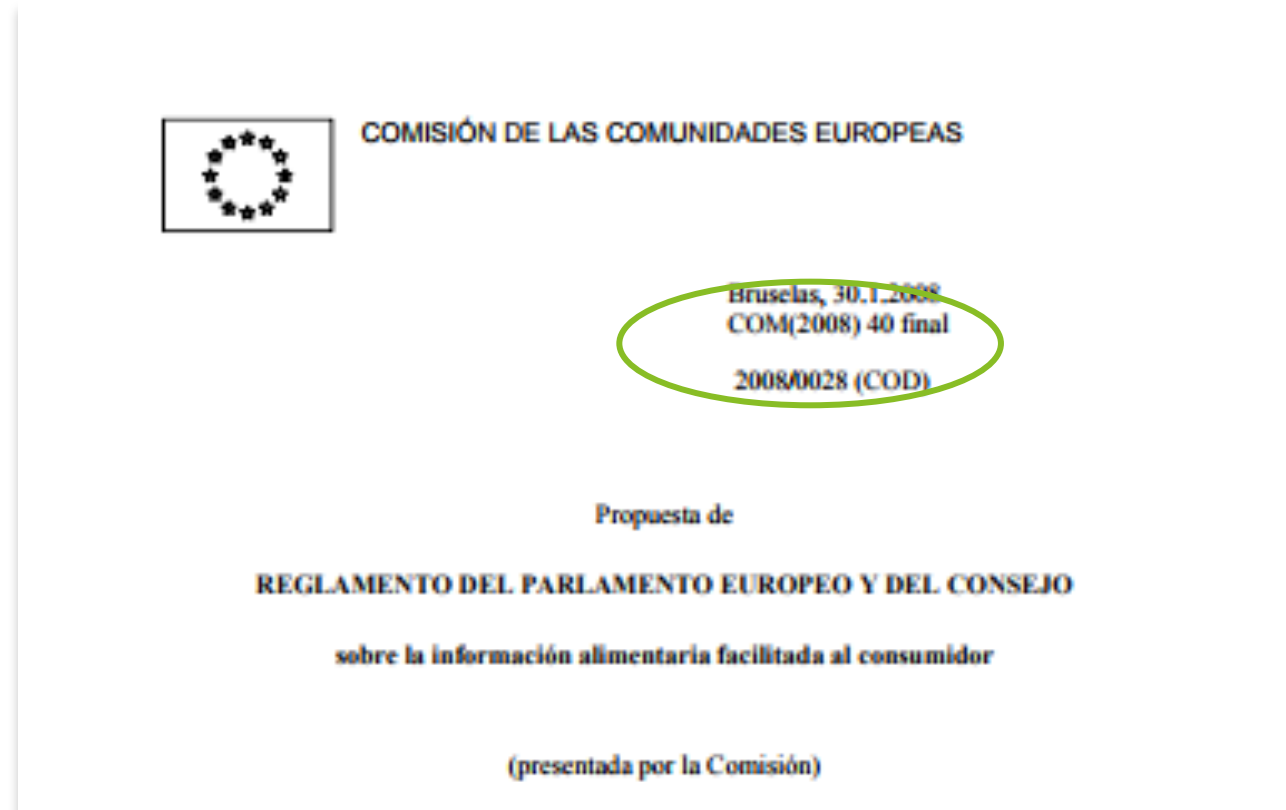 COMISIÓN DE LAS COMUNIDADES EUROPEAS
Bruselas, 30.1.2008
COM(2008) 40 final
2008/0028 (COD)
Propuesta de
REGLAMENTO DEL PARLAMENTO EUROPEO Y DEL CONSEJO
sobre la información alimentaria facilitada al consumidor
(presentada por la Comisión)